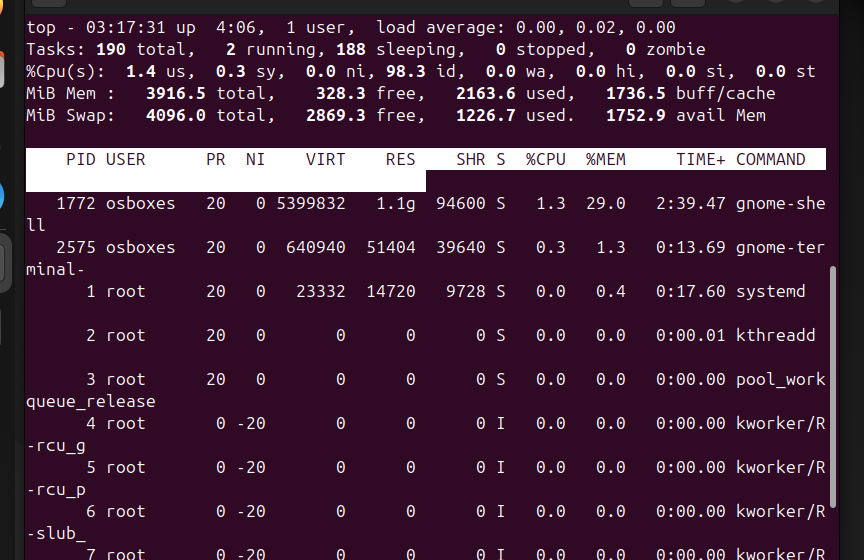 top - 03:17:31 up  4:06,  1 user,  load average: 0.00, 0.02, 0.00
Tasks: 190 total,   2 running, 188 sleeping,   0 stopped,   0 zombie
%Cpu(s):  1.4 us,  0.3 sy,  0.0 ni, 98.3 id,  0.0 wa,  0.0 hi,  0.0 si,  0.0 st
MiB Mem :   3916.5 total,    328.3 free,   2163.6 used,   1736.5 buff/cache
MiB Swap:   4096.0 total,   2869.3 free,   1226.7 used.   1752.9 avail Mem
    PID USER      PR  NI    VIRT    RES    SHR S  %CPU  %MEM     TIME+ COMMAND
   1772 osboxes   20   0 5399832   1.1g  94600 S   1.3  29.0   2:39.47 gnome-she
ll
   2575 osboxes   20   0  640940  51404  39640 S   0.3   1.3   0:13.69 gnome-ter
minal-
      1 root      20   0   23332  14720   9728 S   0.0   0.4   0:17.60 systemd
      2 root      20   0       0      0      0 S   0.0   0.0   0:00.01 kthreadd
      3 root      20   0       0      0      0 S   0.0   0.0   0:00.00 pool_work
queue_release
      4 root       0 -20       0      0      0 I   0.0   0.0   0:00.00 kworker/R
-rcu_g
      5 root       0 -20       0      0      0 I   0.0   0.0   0:00.00 kworker/R
-rcu_p
      6 root       0 -20       0      0      0 I   0.0   0.0   0:00.00 kworker/R
-slub_
      7 root       0 -20       0      0      0 I   0.0   0.0   0:00.00 kworker/R